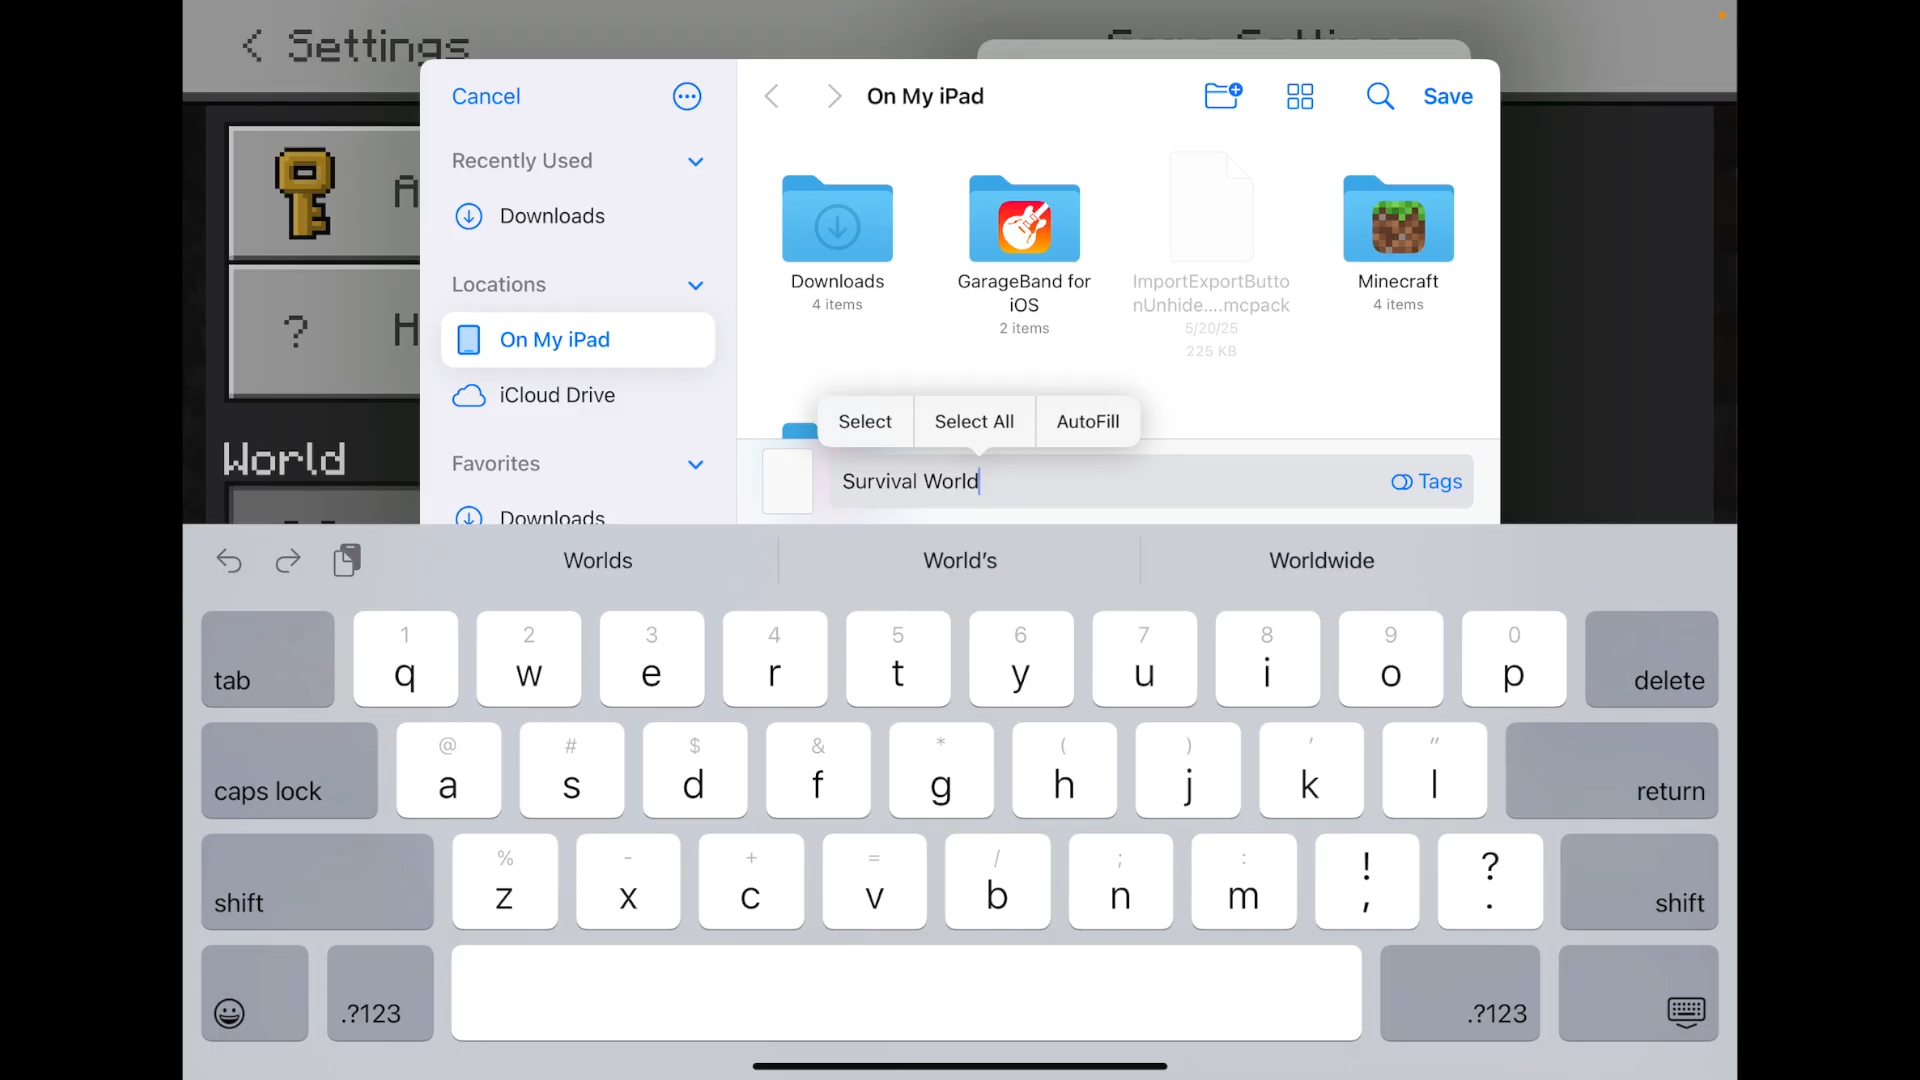 Settings
Cancel
On My iPad
Save
Recently Used
Downloads
Locations
On My iPad
iCloud Drive
Favorites
Downloads
World
Downloads
4 items
GarageBand for
iOS
2 items
ImportExportButto
nUnhide....mcpack
5/20/25
225 KB
Minecraft
4 items
Select
Select All
AutoFill
Survival World
Tags
Worlds
World's
Worldwide
tab
1 2 3 4 5 6 7 8 9 0
q w e r t y u i o p
delete
caps lock
@ # $ & * ( ) ' "
a s d f g h j k l
return
shift
% - + = / ; : ! ?
z x c v b n m , .
shift
.?123
.?123